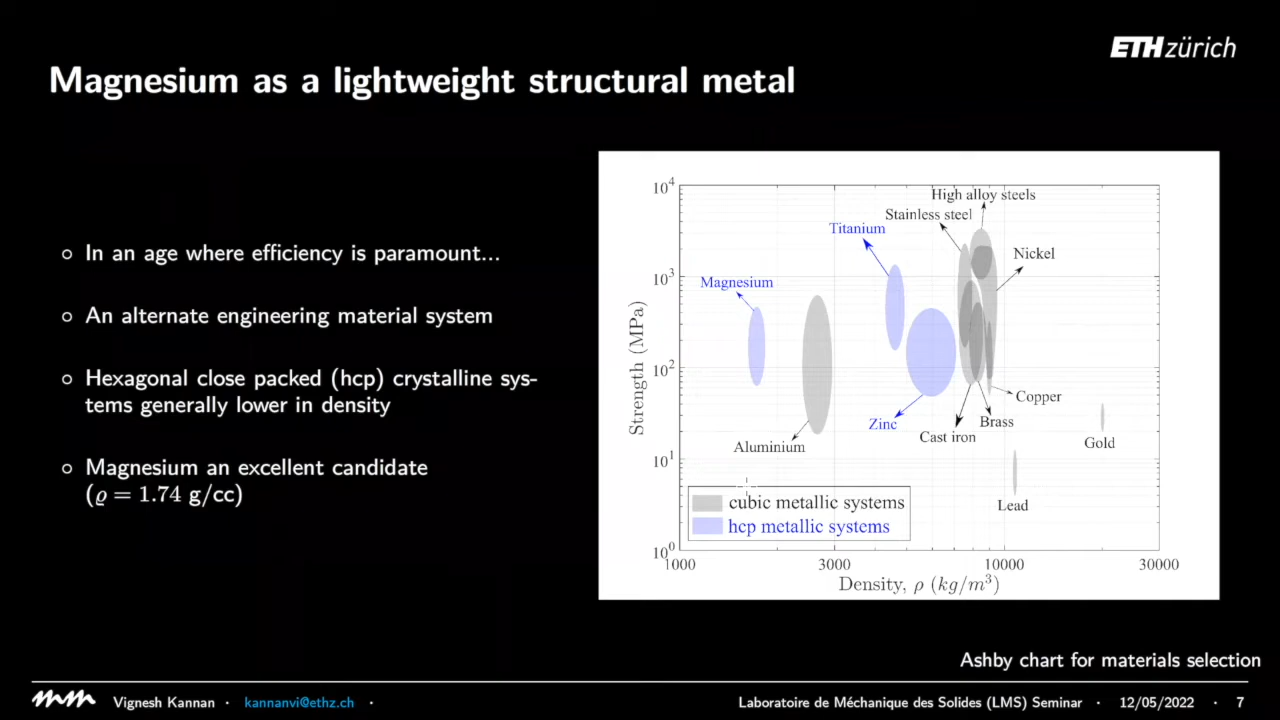 ETH zürich
Magnesium as a lightweight structural metal
In an age where efficiency is paramount...
An alternate engineering material system
Hexagonal close packed (hcp) crystalline sys-
tems generally lower in density
Magnesium an excellent candidate
(ϱ = 1.74 g/cc)
10⁴
10³
10²
10¹
10⁰
Strength (MPa)
High alloy steels
Stainless steel
Titanium
Nickel
Magnesium
Copper
Brass
Zinc
Cast iron
Gold
Aluminium
Lead
cubic metallic systems
hcp metallic systems
1000
3000
10000
30000
Density, ρ (kg/m³)
Ashby chart for materials selection
Vignesh Kannan · kannanvi@ethz.ch ·
Laboratoire de Méchanique des Solides (LMS) Seminar · 12/05/2022 · 7